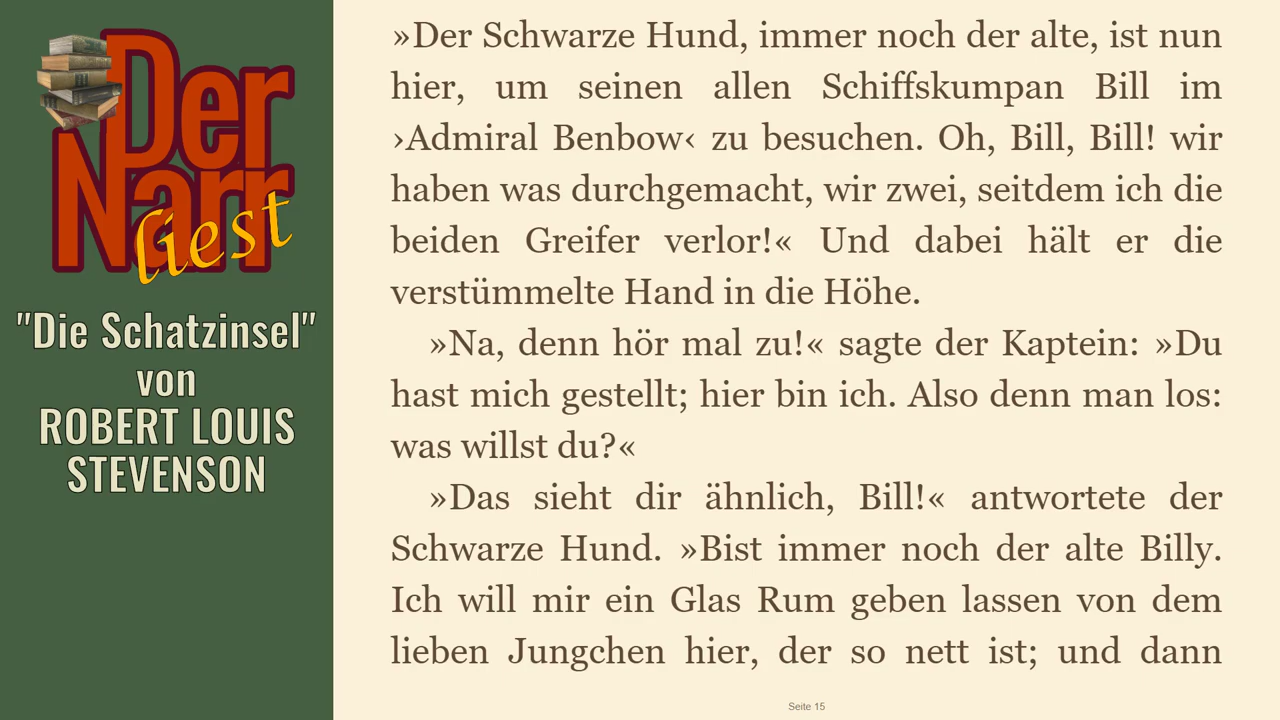 Der
Narr
liest
"Die Schatzinsel"
von
ROBERT LOUIS
STEVENSON
»Der Schwarze Hund, immer noch der alte, ist nun
hier, um seinen allen Schiffskumpan Bill im
›Admiral Benbow‹ zu besuchen. Oh, Bill, Bill! wir
haben was durchgemacht, wir zwei, seitdem ich die
beiden Greifer verlor!« Und dabei hält er die
verstümmelte Hand in die Höhe.
»Na, denn hör mal zu!« sagte der Kaptein: »Du
hast mich gestellt; hier bin ich. Also denn man los:
was willst du?«
»Das sieht dir ähnlich, Bill!« antwortete der
Schwarze Hund. »Bist immer noch der alte Billy.
Ich will mir ein Glas Rum geben lassen von dem
lieben Jungchen hier, der so nett ist; und dann
Seite 15